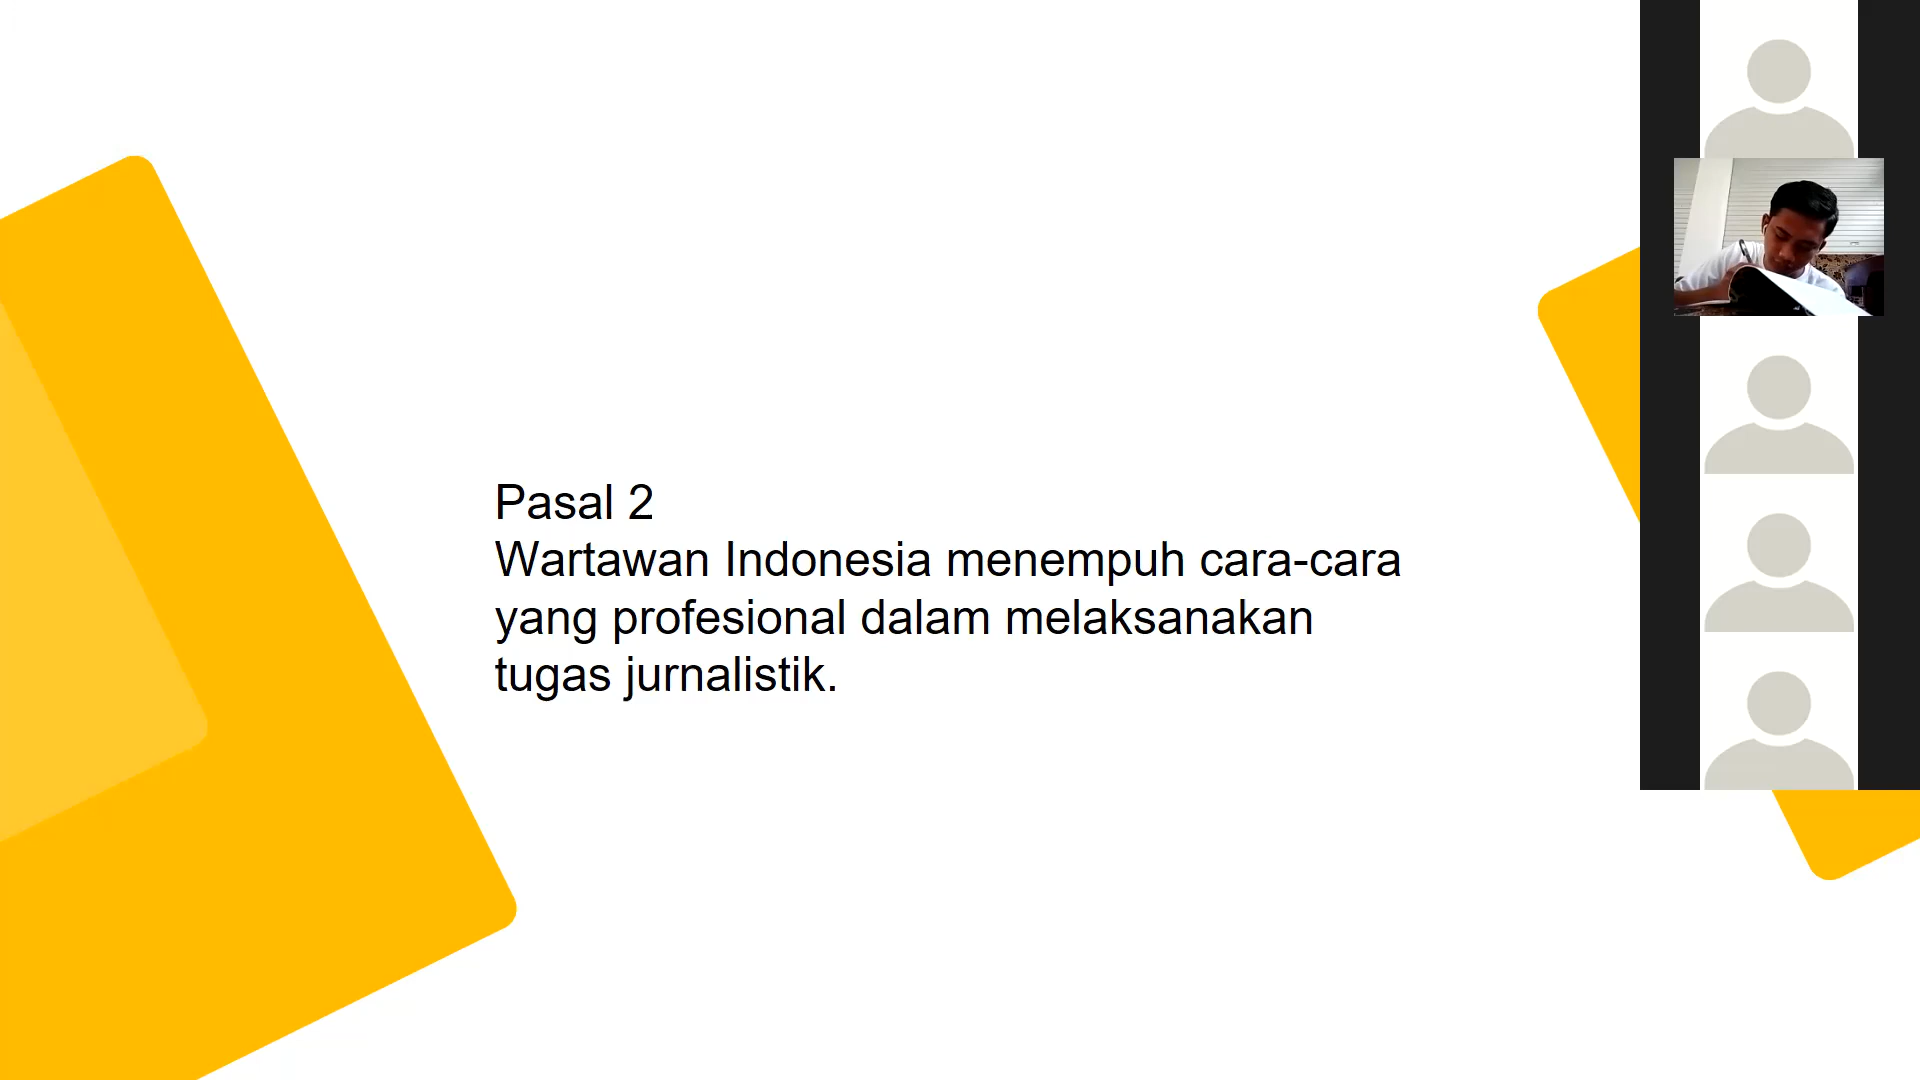 Pasal 2
Wartawan Indonesia menempuh cara-cara
yang profesional dalam melaksanakan
tugas jurnalistik.